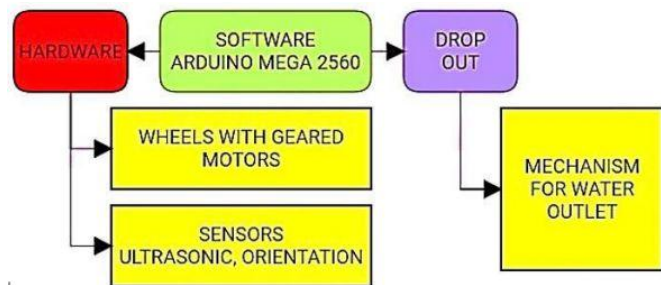 HARDWARE
SOFTWARE
ARDUINO MEGA 2560
DROP
OUT
WHEELS WITH GEARED
MOTORS
MECHANISM
FOR WATER
OUTLET
SENSORS
ULTRASONIC, ORIENTATION